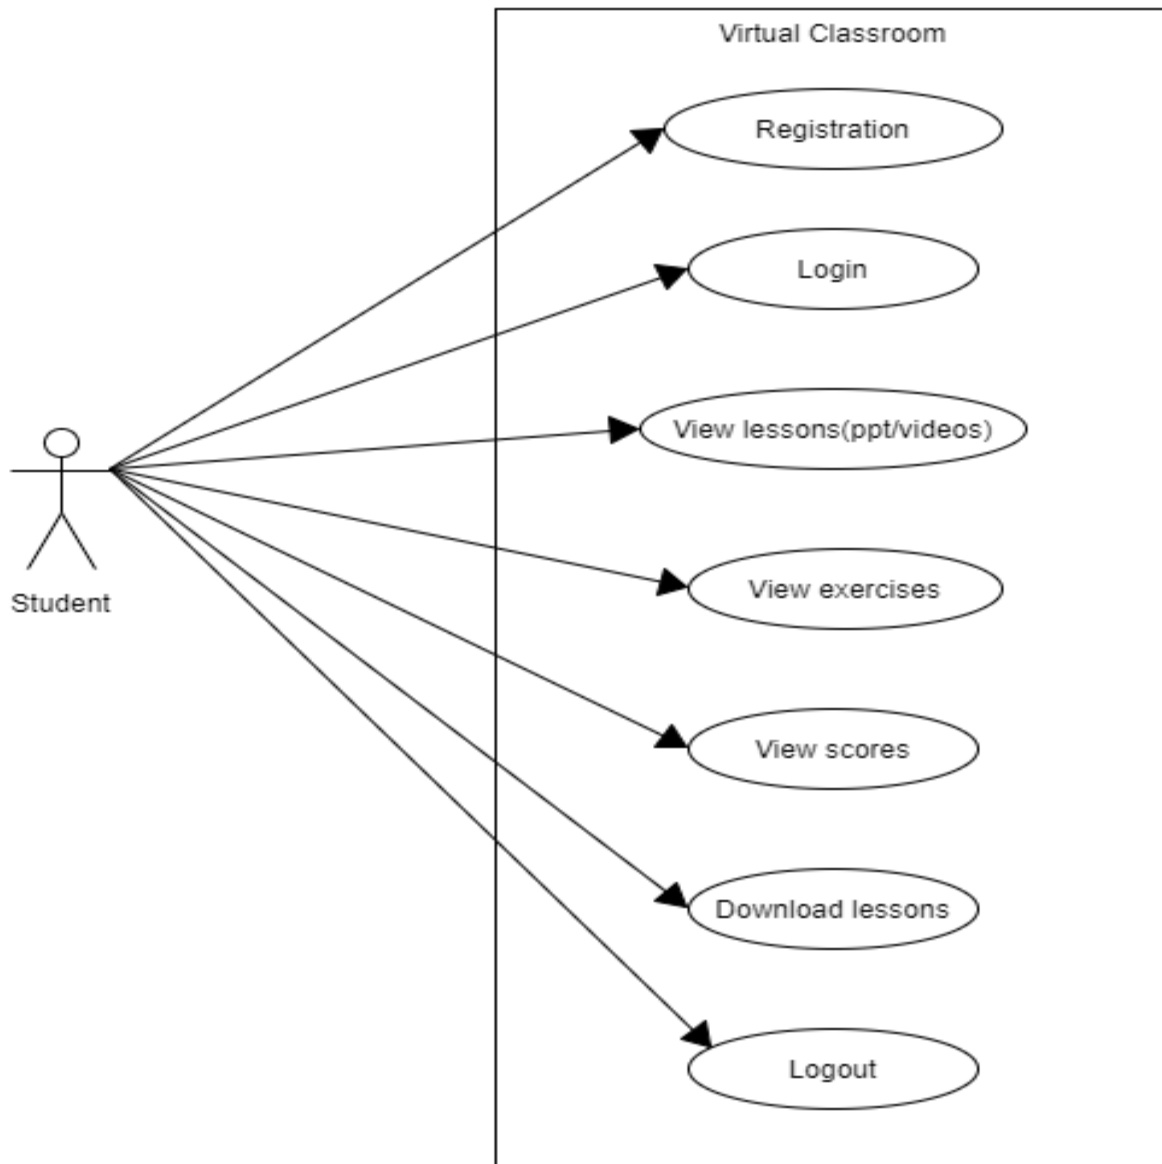 Virtual Classroom
Registration
Login
View lessons(ppt/videos)
View exercises
Student
View scores
Download lessons
Logout